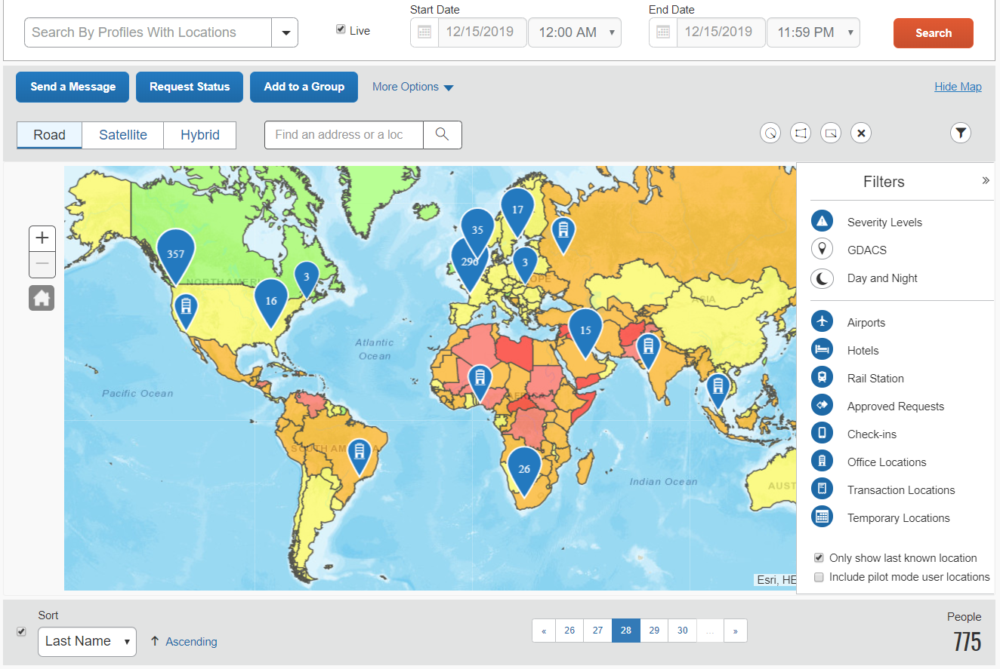 Start Date
End Date
Search By Profiles With Locations
Live
12/15/2019
12:00 AM
12/15/2019
11:59 PM
Search
Send a Message
Request Status
Add to a Group
More Options
Hide Map
Road
Satellite
Hybrid
Find an address or a loc
Filters
»
Severity Levels
GDACS
Day and Night
Airports
Hotels
Rail Station
Approved Requests
Check-ins
Office Locations
Transaction Locations
Temporary Locations
Only show last known location
Include pilot mode user locations
17
35
357
296
3
3
NORTH AMERI
16
ASIA
15
Atlantic
Ocean
Pacific Ocean
SOUTH AM A
26
Indian Ocean
AUST
Esri, HE
Sort
Last Name
Ascending
«
26
27
28
29
30
...
»
People
775